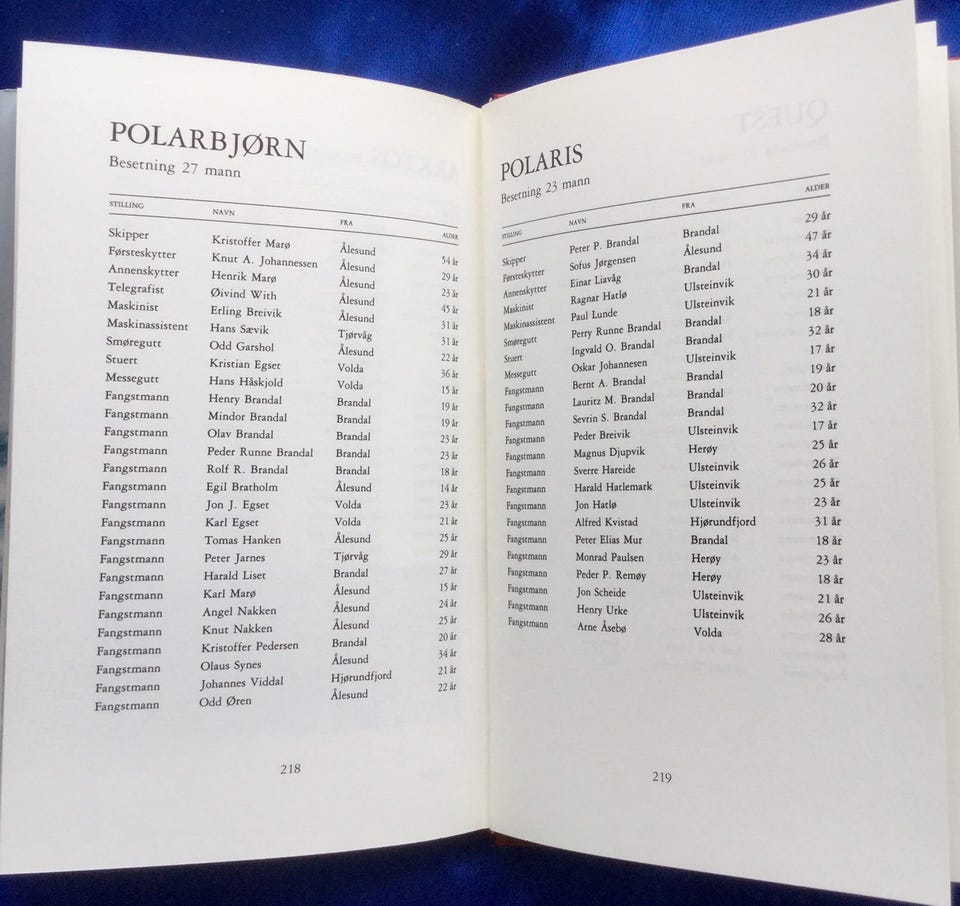 POLARBJØRN
Besetning 27 mann
STILLING NAVN FRA ALDER
Skipper Kristoffer Marø Ålesund 54 år
Førsteskytter Knut A. Johannessen Ålesund 29 år
Annenskytter Henrik Marø Ålesund 23 år
Telegrafist Øivind With Ålesund 45 år
Maskinist Erling Breivik Ålesund 31 år
Maskinassistent Hans Sævik Tjørvåg 31 år
Smøregutt Odd Garshol Ålesund 22 år
Stuert Kristian Egset Volda 36 år
Messegutt Hans Håskjold Volda 15 år
Fangstmann Henry Brandal Brandal 19 år
Fangstmann Mindor Brandal Brandal 19 år
Fangstmann Olav Brandal Brandal 23 år
Fangstmann Peder Runne Brandal Brandal 23 år
Fangstmann Rolf R. Brandal Brandal 18 år
Fangstmann Egil Bratholm Ålesund 14 år
Fangstmann Jon J. Egset Volda 23 år
Fangstmann Karl Egset Volda 21 år
Fangstmann Tomas Hanken Ålesund 25 år
Fangstmann Peter Jarnes Tjørvåg 29 år
Fangstmann Harald Liset Brandal 27 år
Fangstmann Karl Marø Ålesund 15 år
Fangstmann Angel Nakken Ålesund 24 år
Fangstmann Knut Nakken Ålesund 25 år
Fangstmann Kristoffer Pedersen Brandal 20 år
Fangstmann Olaus Synes Ålesund 34 år
Fangstmann Johannes Viddal Hjørundfjord 21 år
Fangstmann Odd Øren Ålesund 22 år
218
POLARIS
Besetning 23 mann
STILLING NAVN FRA ALDER
Skipper Peter P. Brandal Brandal 29 år
Førsteskytter Sofus Jørgensen Ålesund 47 år
Annenskytter Einar Liavåg Brandal 34 år
Maskinist Ragnar Hatlø Ulsteinvik 30 år
Maskinassistent Paul Lunde Ulsteinvik 21 år
Smøregutt Perry Runne Brandal Brandal 18 år
Stuert Ingvald O. Brandal Brandal 32 år
Messegutt Oskar Johannesen Ulsteinvik 17 år
Fangstmann Bernt A. Brandal Brandal 19 år
Fangstmann Lauritz M. Brandal Brandal 20 år
Fangstmann Sevrin S. Brandal Brandal 32 år
Fangstmann Peder Breivik Ulsteinvik 17 år
Fangstmann Magnus Djupvik Herøy 25 år
Fangstmann Sverre Hareide Ulsteinvik 26 år
Fangstmann Harald Hatlemark Ulsteinvik 25 år
Fangstmann Jon Hatlø Ulsteinvik 23 år
Fangstmann Alfred Kvistad Hjørundfjord 31 år
Fangstmann Peter Elias Mur Brandal 18 år
Fangstmann Monrad Paulsen Herøy 23 år
Fangstmann Peder P. Remøy Herøy 18 år
Fangstmann Jon Scheide Ulsteinvik 21 år
Fangstmann Henry Urke Ulsteinvik 26 år
Fangstmann Arne Åsebø Volda 28 år
219